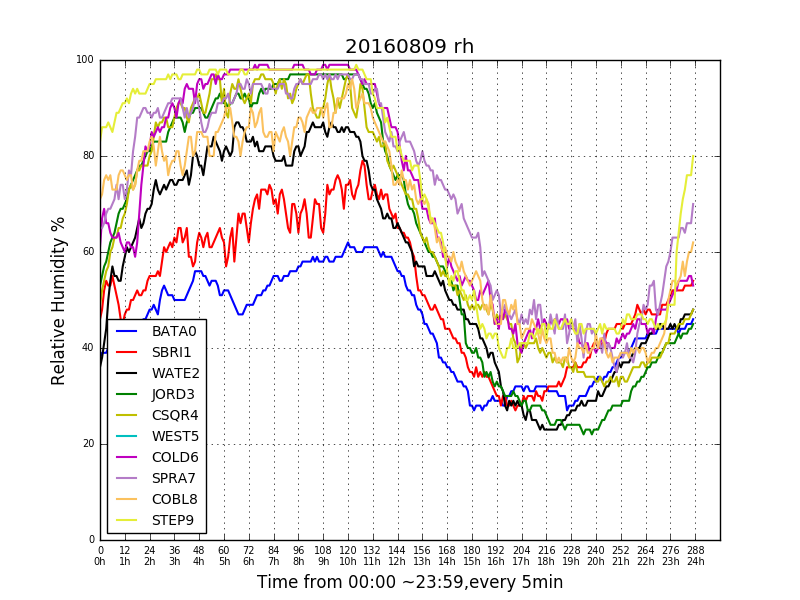 20160809 rh
Relative Humidity %
100
80
60
40
20
0
BATA0
SBRI1
WATE2
JORD3
CSQR4
WEST5
COLD6
SPRA7
COBL8
STEP9
0 12 24 36 48 60 72 84 96 108 120 132 144 156 168 180 192 204 216 228 240 252 264 276 288
0h 1h 2h 3h 4h 5h 6h 7h 8h 9h 10h 11h 12h 13h 14h 15h 16h 17h 18h 19h 20h 21h 22h 23h 24h
Time from 00:00 ~23:59,every 5min